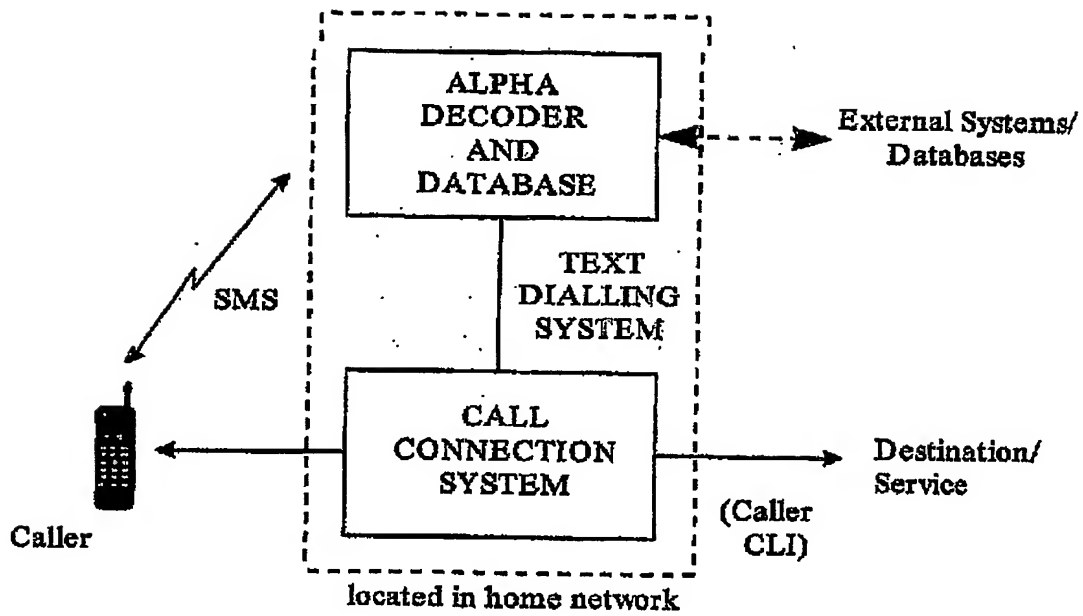 ALPHA
DECODER
AND
DATABASE
External Systems/
Databases
SMS
TEXT
DIALLING
SYSTEM
CALL
CONNECTION
SYSTEM
Destination/
Service
(Caller
CLI)
Caller
located in home network